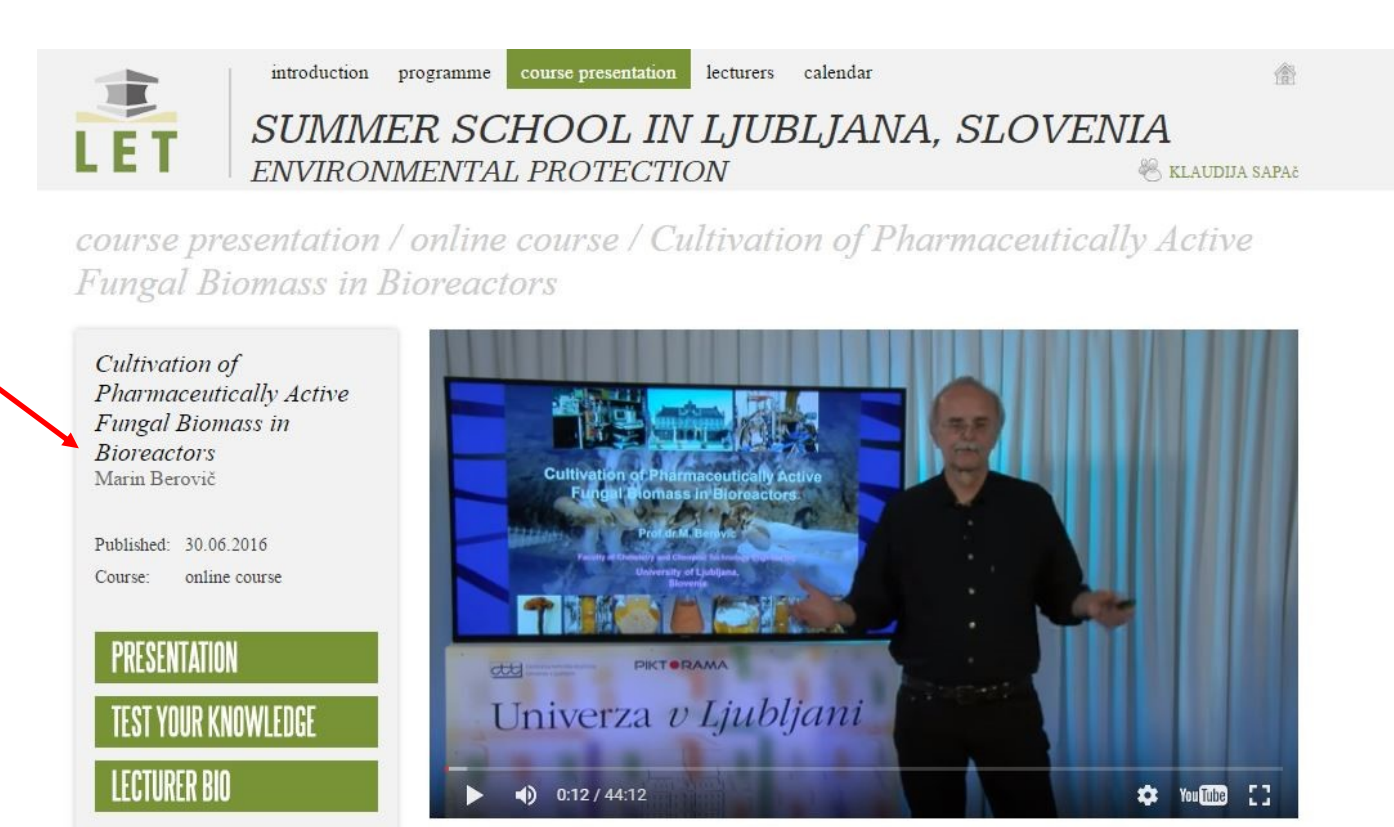 introduction programme course presentation lecturers calendar
LET
SUMMER SCHOOL IN LJUBLJANA, SLOVENIA
ENVIRONMENTAL PROTECTION
KLAUDIJA SAPAč
course presentation / online course / Cultivation of Pharmaceutically Active
Fungal Biomass in Bioreactors
Cultivation of
Pharmaceutically Active
Fungal Biomass in
Bioreactors
Marin Berovič
Published: 30.06.2016
Course: online course
PRESENTATION
TEST YOUR KNOWLEDGE
LECTURER BIO
Cultivation of Pharmaceutically Active
Fungal Biomass in Bioreactors
Prof.dr.M. Berovic
University of Ljubljana,
Slovenia
PIKTORAMA
Univerza v Ljubljani
0:12 / 44:12
YouTube